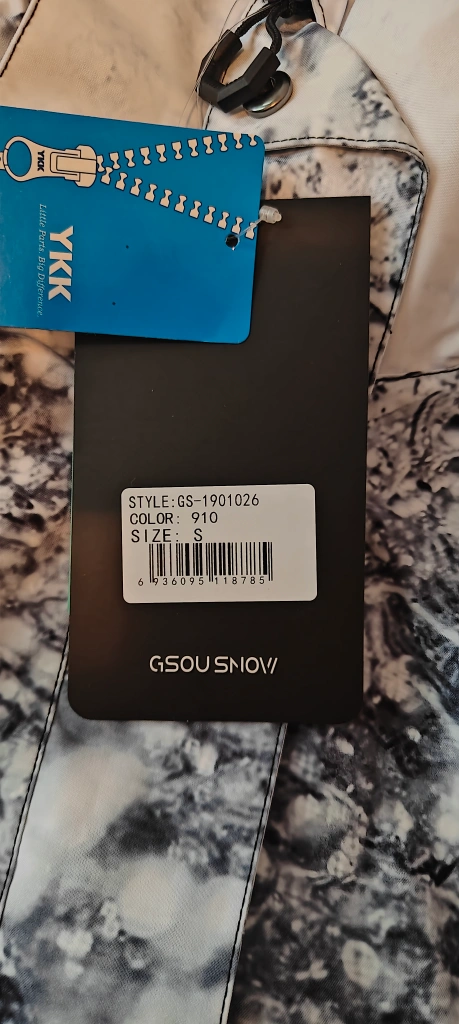 YKK
YKK
Little Parts. Big Difference.
STYLE:GS-1901026
COLOR: 910
SIZE: S
6 936095 118785
GSOU SNOW